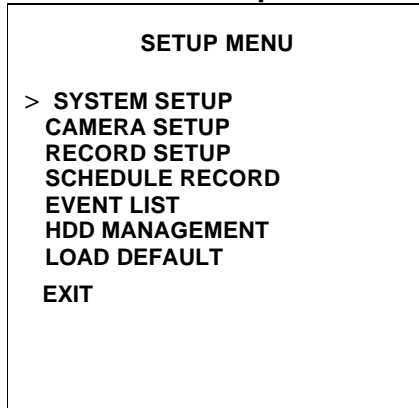 SETUP MENU
> SYSTEM SETUP
CAMERA SETUP
RECORD SETUP
SCHEDULE RECORD
EVENT LIST
HDD MANAGEMENT
LOAD DEFAULT
EXIT